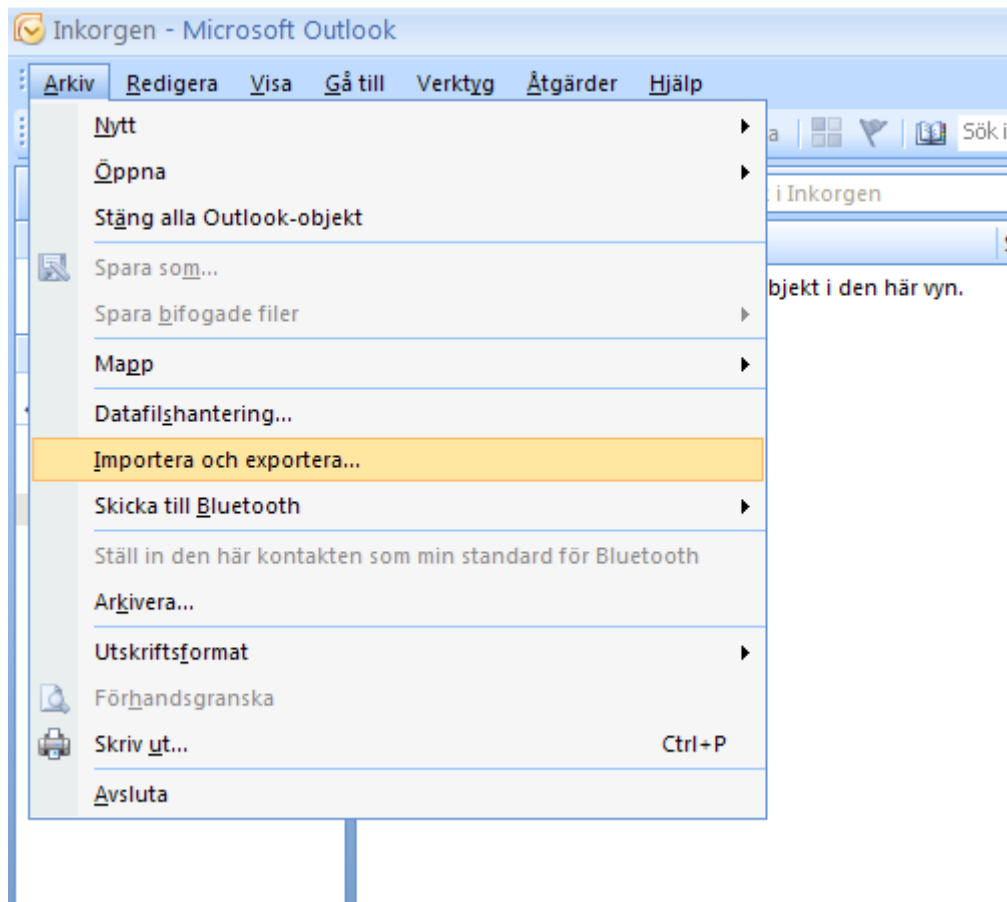 Inkorgen - Microsoft Outlook
Arkiv Redigera Visa Gå till Verktyg Åtgärder Hjälp
Nytt
Sök i
Öppna
i Inkorgen
Stäng alla Outlook-objekt
Spara som...
i den här vyn.
Spara bifogade filer
Mapp
Datafilshantering...
Importera och exportera...
Skicka till Bluetooth
Ställ in den här kontakten som min standard för Bluetooth
Arkivera...
Utskriftsformat
Förhandsgranska
Skriv ut... Ctrl+P
Avsluta